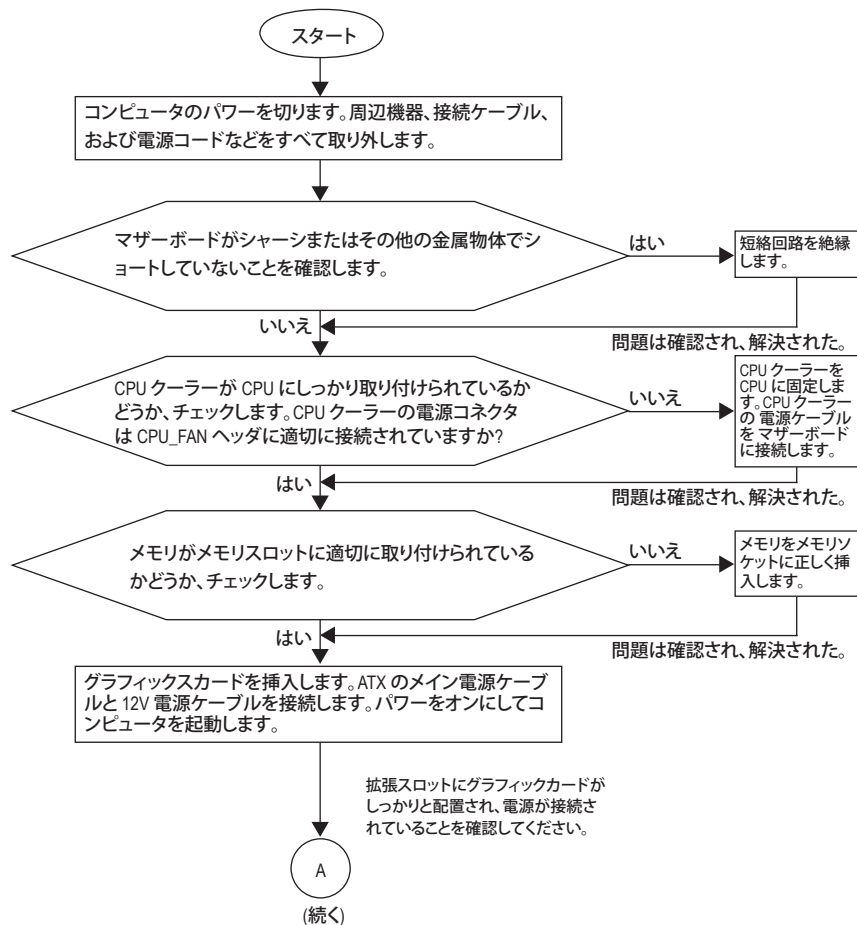 スタート
コンピュータのパワーを切ります。周辺機器、接続ケーブル、
および電源コードなどをすべて取り外します。
マザーボードがシャーシまたはその他の金属物体でシ
ョートしていないことを確認します。
はい
短絡回路を絶縁
します。
いいえ
問題は確認され、解決された。
CPU クーラーが CPU にしっかり取り付けられているか
どうか、チェックします。CPU クーラーの電源コネクタ
は CPU_FAN ヘッダに適切に接続されていますか?
いいえ
CPU クーラーを
CPU に固定しま
す。CPU クーラー
の 電源ケーブル
を マザーボード
に接続します。
はい
問題は確認され、解決された。
メモリがメモリスロットに適切に取り付けられている
かどうか、チェックします。
いいえ
メモリをメモリソ
ケットに正しく挿
入します。
はい
問題は確認され、解決された。
グラフィックスカードを挿入します。ATX のメイン電源ケーブ
ルと 12V 電源ケーブルを接続します。パワーをオンにしてコ
ンピュータを起動します。
拡張スロットにグラフィックカードが
しっかりと配置され、電源が接続さ
れていることを確認してください。
A
(続く)